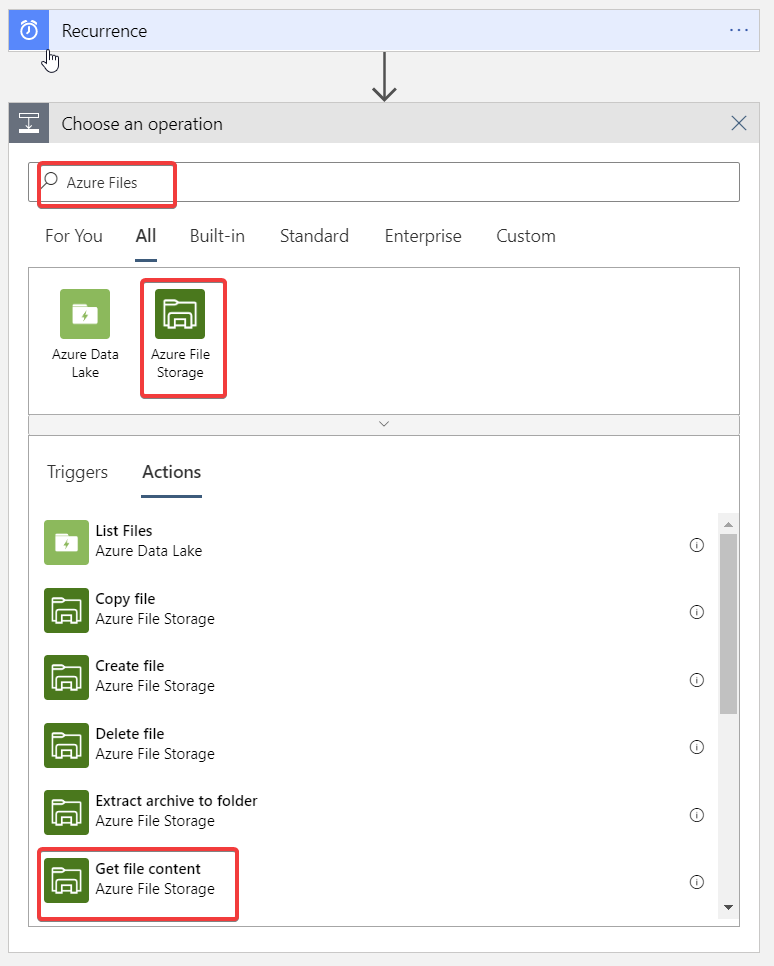 Recurrence
Choose an operation
Azure Files
For You All Built-in Standard Enterprise Custom
Azure Data Lake
Azure File Storage
Triggers Actions
List Files
Azure Data Lake
Copy file
Azure File Storage
Create file
Azure File Storage
Delete file
Azure File Storage
Extract archive to folder
Azure File Storage
Get file content
Azure File Storage